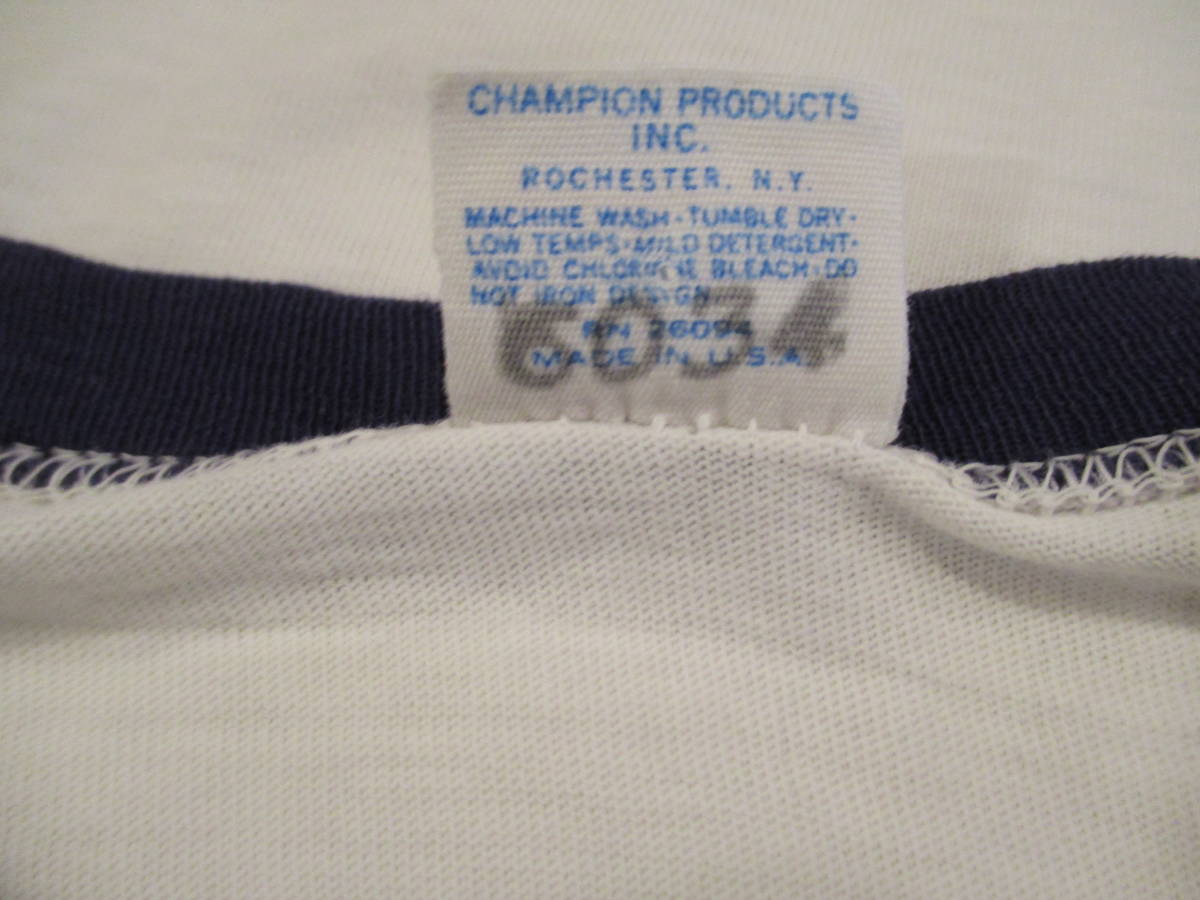 CHAMPION PRODUCTS
INC.
ROCHESTER, N.Y.
MACHINE WASH·TUMBLE DRY·
LOW TEMPS·MILD DETERGENT·
AVOID CHLORINE BLEACH·DO
NOT IRON DESIGN
RN 26094
MADE IN U.S.A.
6034